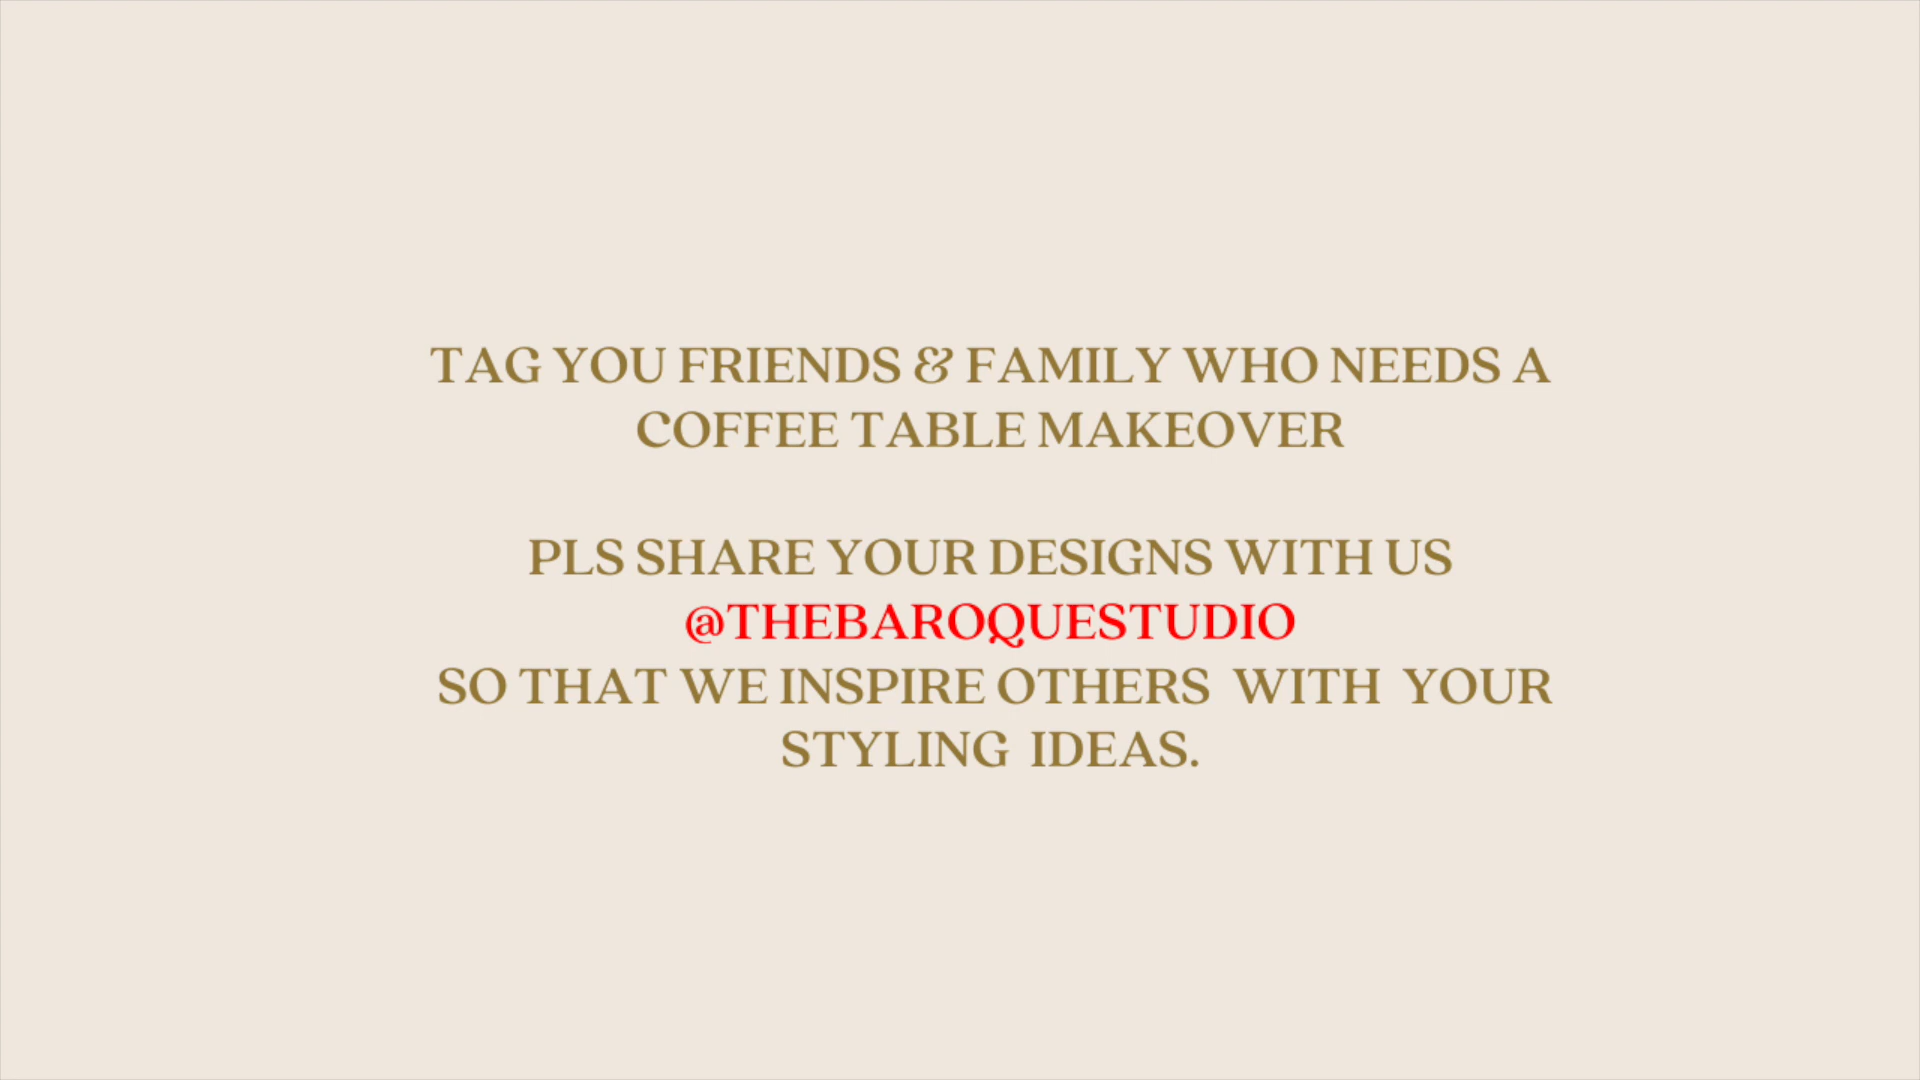 TAG YOU FRIENDS & FAMILY WHO NEEDS A
COFFEE TABLE MAKEOVER
PLS SHARE YOUR DESIGNS WITH US
@THEBAROQUESTUDIO
SO THAT WE INSPIRE OTHERS WITH YOUR
STYLING IDEAS.